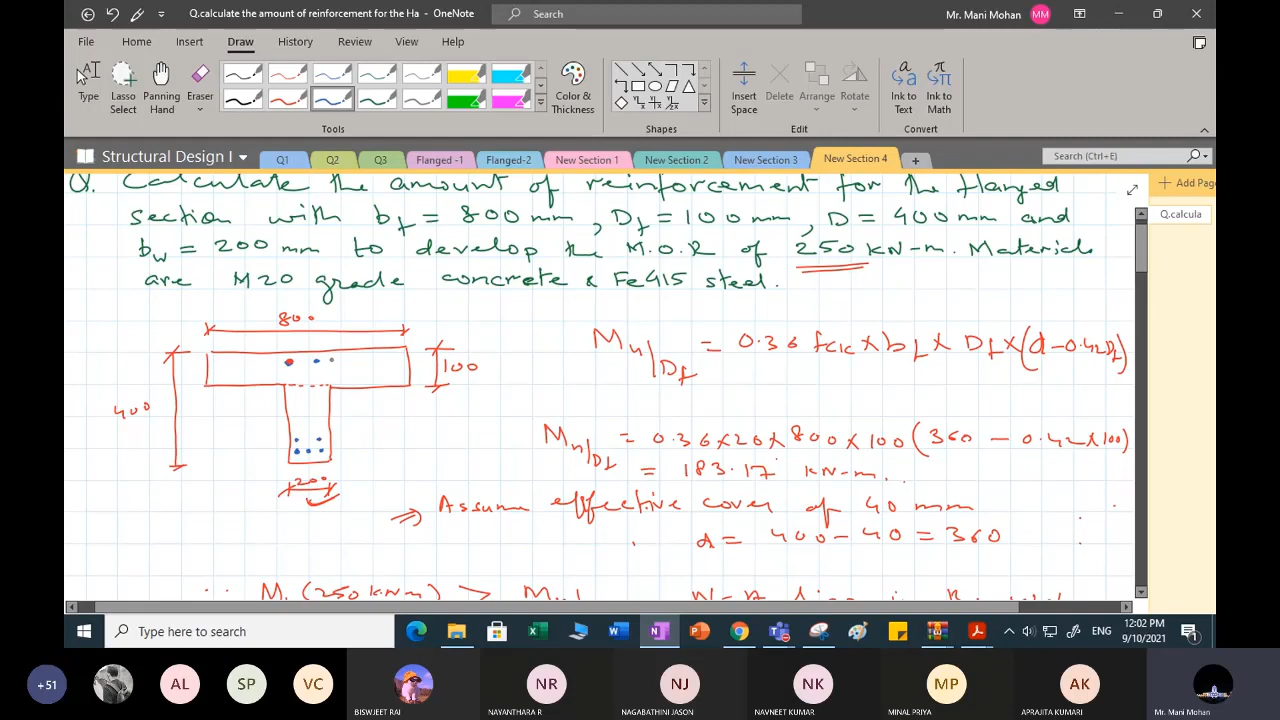 Q.calculate the amount of reinforcement for the Ha - OneNote
Search
Mr. Mani Mohan
MM
File Home Insert Draw History Review View Help
Type
Lasso Select
Panning Hand
Eraser
Color & Thickness
Insert Space
Delete
Arrange
Rotate
Ink to Text
Ink to Math
Tools
Shapes
Edit
Convert
Structural Design I
Q1 Q2 Q3 Flanged -1 Flanged-2 New Section 1 New Section 2 New Section 3 New Section 4
Search (Ctrl+E)
Add Page
Q.calcula
Q. Calculate the amount of reinforcement for the flanged
section with bf = 800 mm, Df = 100 mm, D = 400 mm and
bw = 200 mm to develop the M.O.R of 250 KN-m. Materials
are M20 grade concrete & Fe415 steel.
800
100
400
200
Mu/Df = 0.36 fck x bf x Df x (d - 0.42Df)
Mu/Df = 0.36 x 20 x 800 x 100 (360 - 0.42 x 100)
= 183.17 KN-m.
⇒ Assume effective cover of 40 mm
d = 400 - 40 = 360
(250 KN-m) >
Type here to search
ENG
12:02 PM
9/10/2021
1
+51
AL
SP
VC
BISWJEET RAI
NR
NAYANTHARA R
NJ
NAGABATHINI JASON
NK
NAVNEET KUMAR
MP
MINAL PRIYA
AK
APRAJITA KUMARI
Mr. Mani Mohan